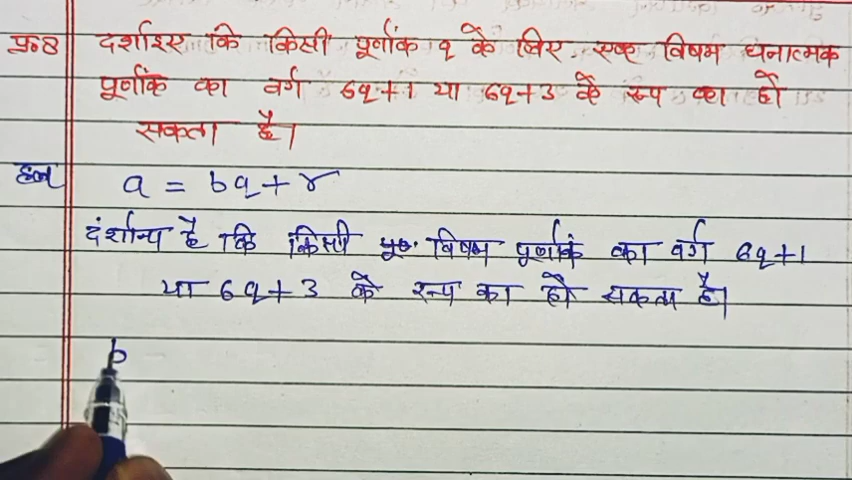 प्र०8 दर्शाइए कि किसी पूर्णांक q के लिए एक विषम धनात्मक
पूर्णांक का वर्ग 6q+1 या 6q+3 के रूप का हो
सकता है।
हल a = bq + r
दर्शाना है कि किसी विषम पूर्णांक का वर्ग 6q+1
या 6q+3 के रूप का हो सकता है।
b